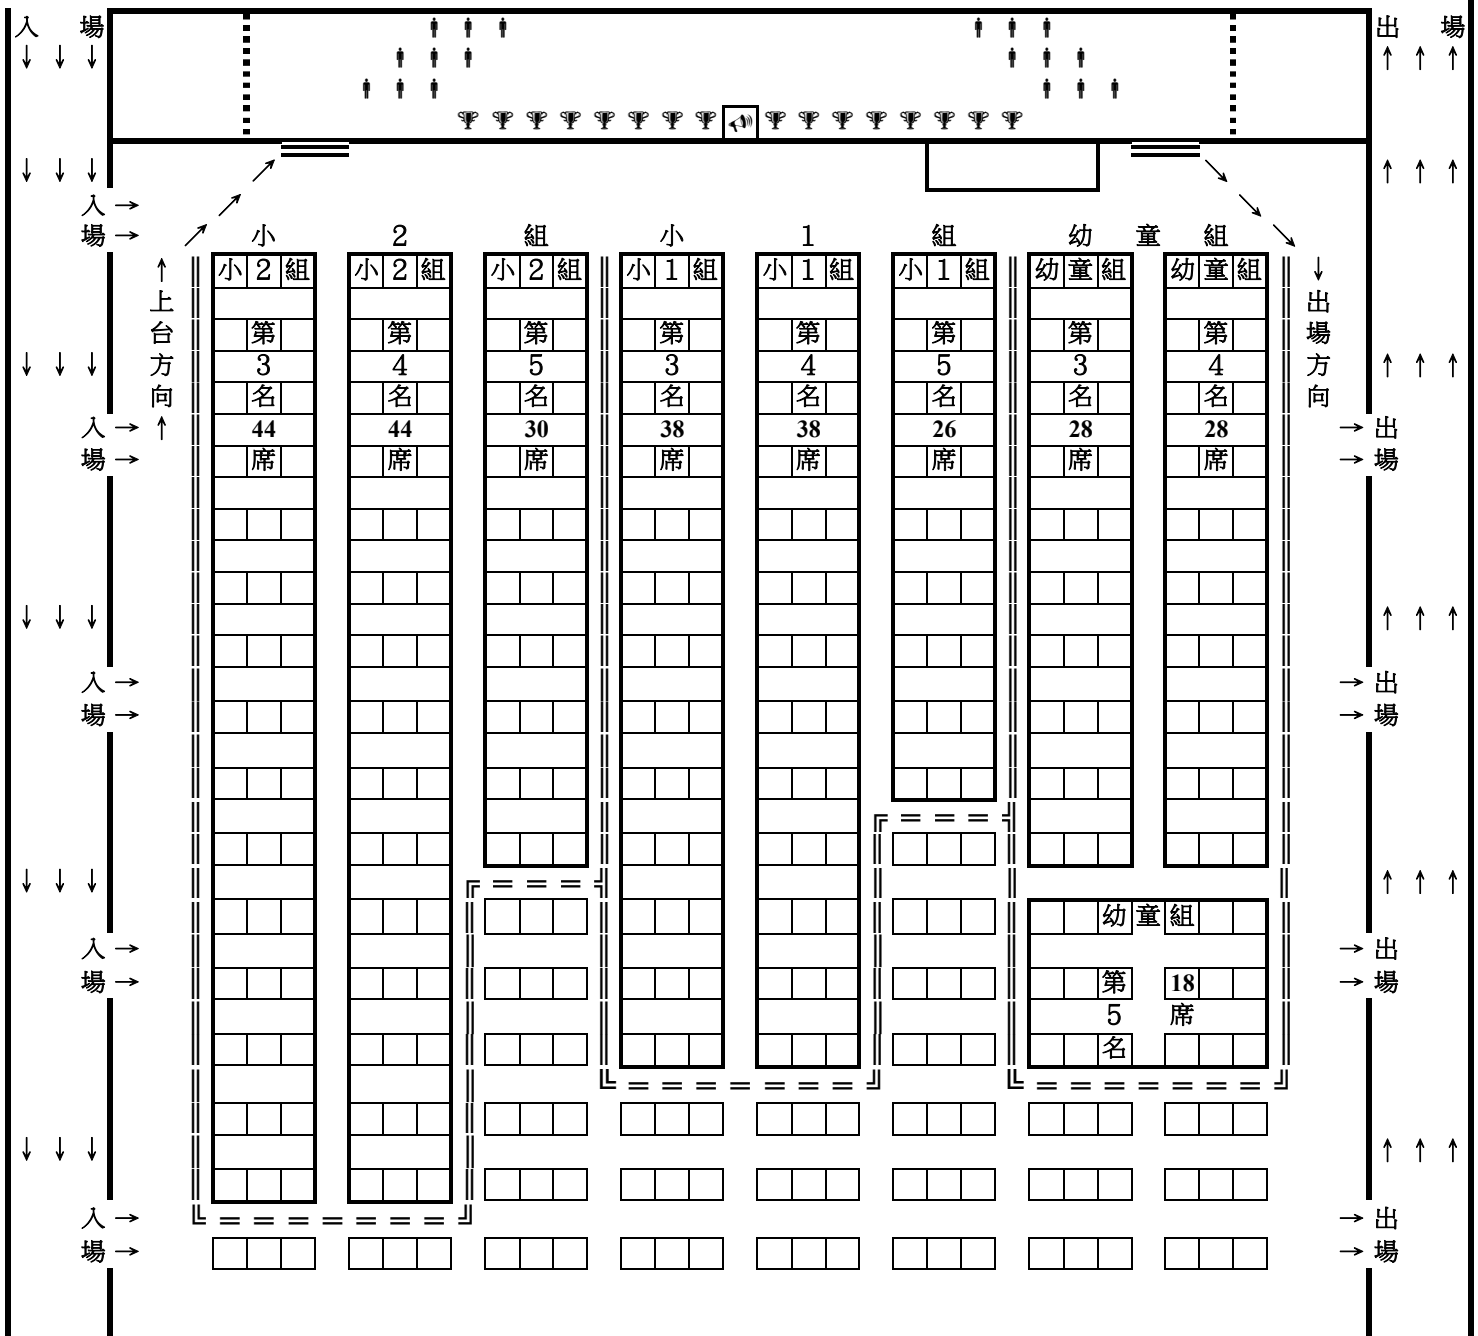 入 場
出 場
入 →
場 →
小 2 組 小 1 組 幼 童 組
小2組 小2組 小2組 小1組 小1組 小1組 幼童組 幼童組
第 第 第 第 第 第 第 第
3 4 5 3 4 5 3 4
名 名 名 名 名 名 名 名
44 44 30 38 38 26 28 28
席 席 席 席 席 席 席 席
↑上台方向↑
↓出場方向
入 →
場 →
→ 出
→ 場
入 →
場 →
→ 出
→ 場
幼童組
第 18
5 席
名
入 →
場 →
→ 出
→ 場
入 →
場 →
→ 出
→ 場